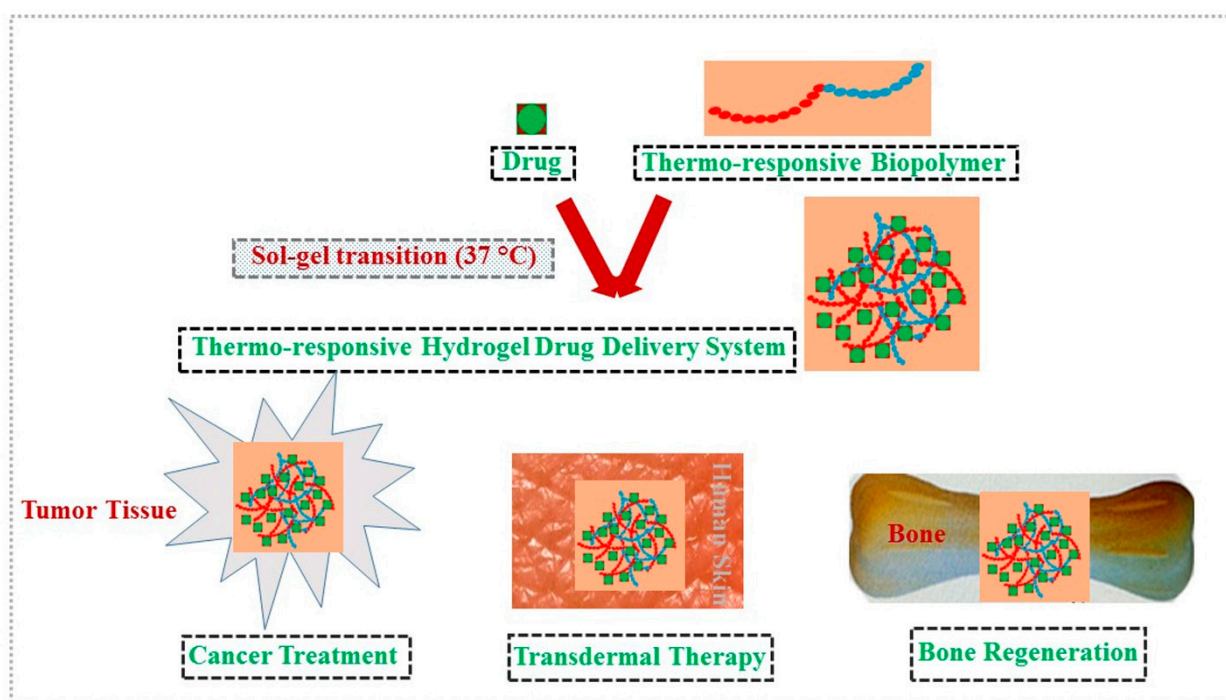 Drug
Thermo-responsive Biopolymer
Sol-gel transition (37 °C)
Thermo-responsive Hydrogel Drug Delivery System
Tumor Tissue
Human Skin
Bone
Cancer Treatment
Transdermal Therapy
Bone Regeneration